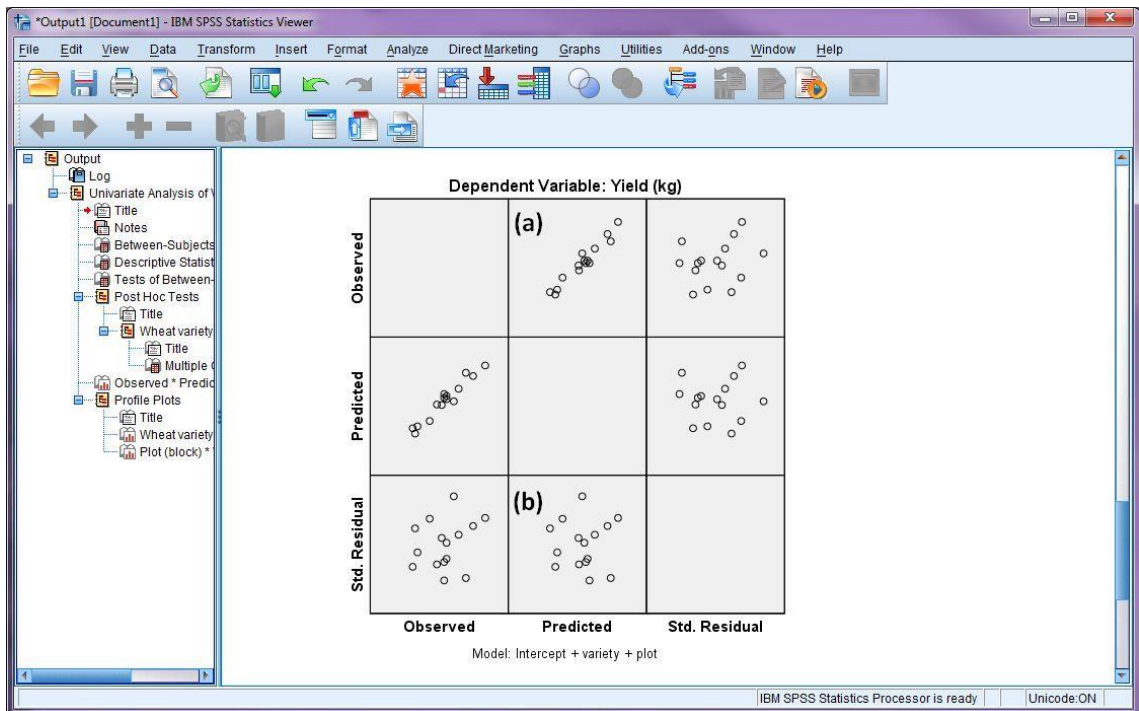 *Output1 [Document1] - IBM SPSS Statistics Viewer
File Edit View Data Transform Insert Format Analyze Direct Marketing Graphs Utilities Add-ons Window Help
Output
Log
Univariate Analysis of V
Title
Notes
Between-Subjects
Descriptive Statist
Tests of Between-
Post Hoc Tests
Title
Wheat variety
Title
Multiple C
Observed * Predic
Profile Plots
Title
Wheat variety
Plot (block) *
Dependent Variable: Yield (kg)
Observed
(a)
Predicted
Std. Residual
(b)
Observed Predicted Std. Residual
Model: Intercept + variety + plot
IBM SPSS Statistics Processor is ready Unicode:ON